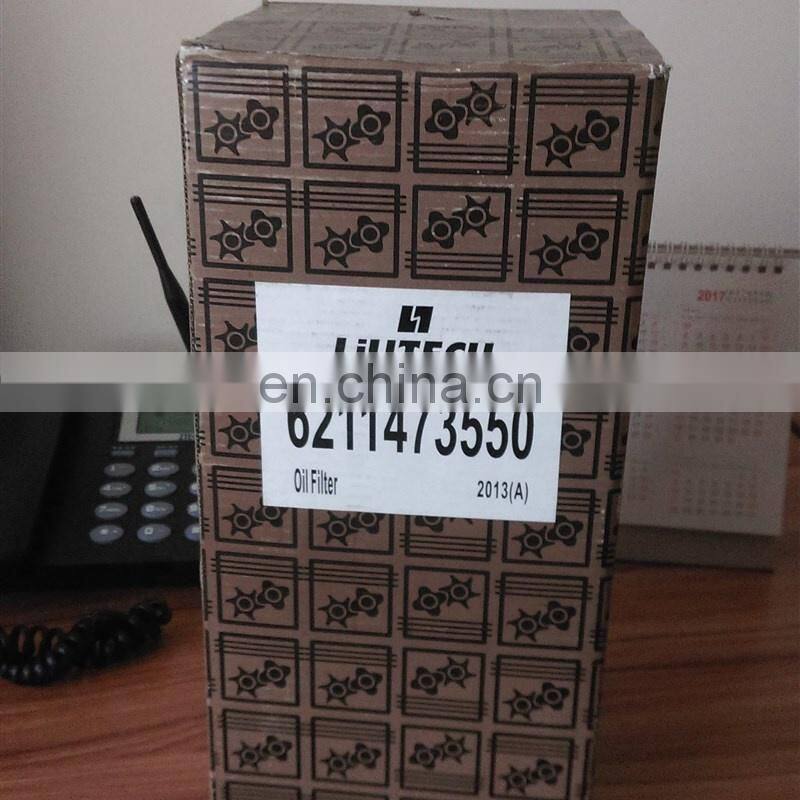 LiUTECH
en.china.cn
6211473550
Oil Filter
2013(A)
2017